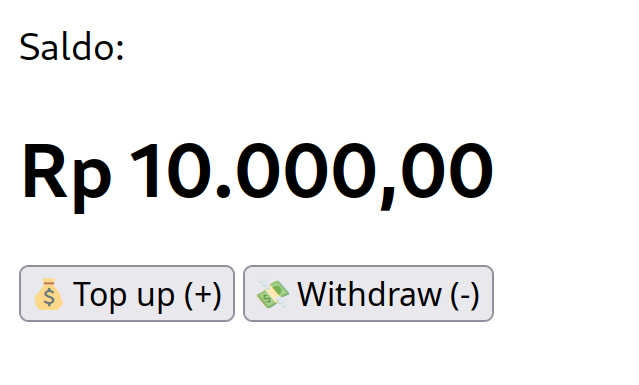 Saldo:
Rp 10.000,00
💰 Top up (+) 💸 Withdraw (-)